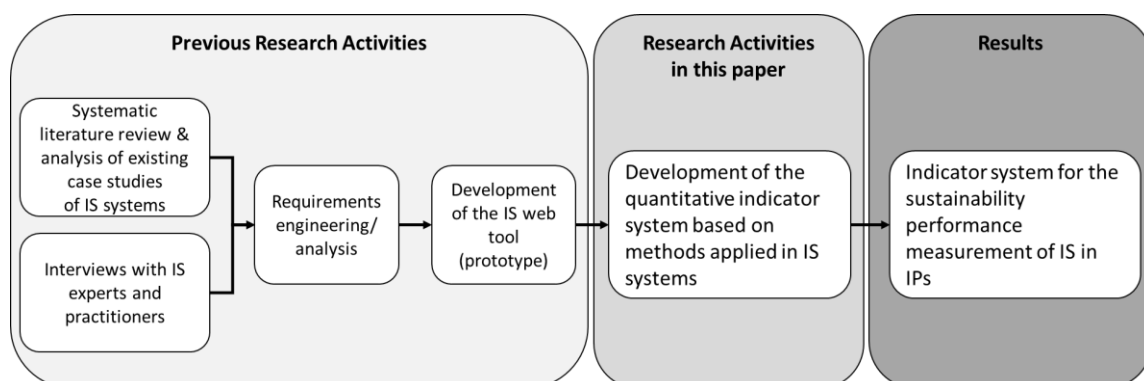 Previous Research Activities
Systematic
literature review &
analysis of existing
case studies
of IS systems
Interviews with IS
experts and
practitioners
Requirements
engineering/
analysis
Development
of the IS web
tool
(prototype)
Research Activities
in this paper
Development of the
quantitative indicator
system based on
methods applied in IS
systems
Results
Indicator system for the
sustainability
performance
measurement of IS in
IPs